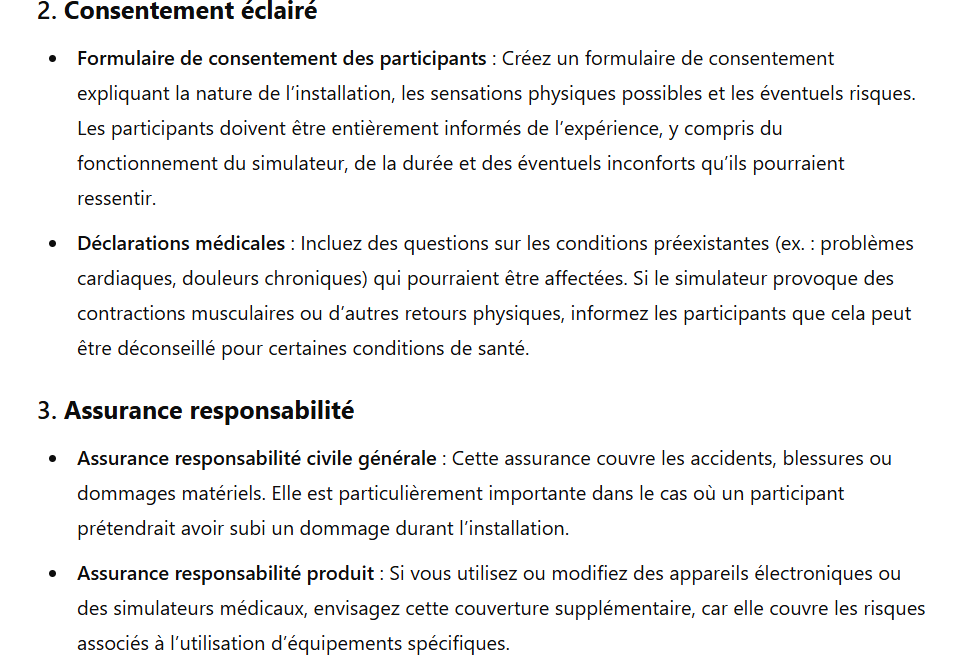 2. Consentement éclairé
• Formulaire de consentement des participants : Créez un formulaire de consentement
expliquant la nature de l’installation, les sensations physiques possibles et les éventuels risques.
Les participants doivent être entièrement informés de l’expérience, y compris du
fonctionnement du simulateur, de la durée et des éventuels inconforts qu’ils pourraient
ressentir.
• Déclarations médicales : Incluez des questions sur les conditions préexistantes (ex. : problèmes
cardiaques, douleurs chroniques) qui pourraient être affectées. Si le simulateur provoque des
contractions musculaires ou d’autres retours physiques, informez les participants que cela peut
être déconseillé pour certaines conditions de santé.
3. Assurance responsabilité
• Assurance responsabilité civile générale : Cette assurance couvre les accidents, blessures ou
dommages matériels. Elle est particulièrement importante dans le cas où un participant
prétendrait avoir subi un dommage durant l’installation.
• Assurance responsabilité produit : Si vous utilisez ou modifiez des appareils électroniques ou
des simulateurs médicaux, envisagez cette couverture supplémentaire, car elle couvre les risques
associés à l’utilisation d’équipements spécifiques.